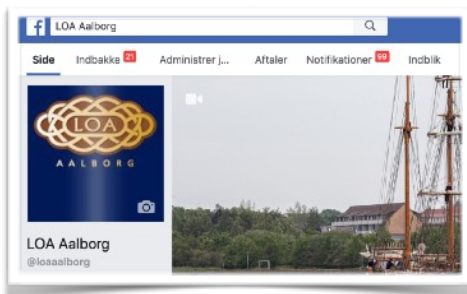 LOA Aalborg
Side Indbakke 21 Administrer j... Aftaler Notifikationer 99 Indblik
LOA
AALBORG
LOA Aalborg
@loaaalborg